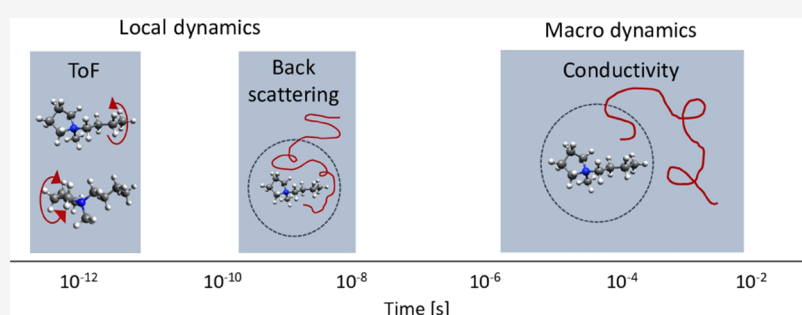 Local dynamics
Macro dynamics
ToF
Back
scattering
Conductivity
10-12
10-10
10-8
10-6
10-4
10-2
Time [s]